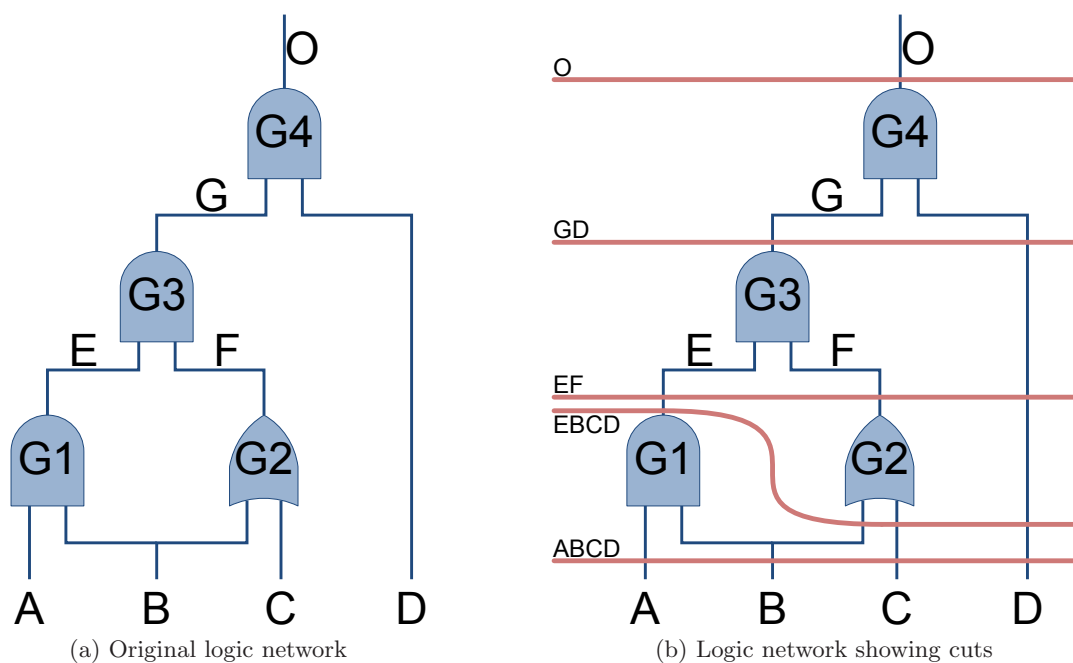 O
G4
G
G3
E
F
G1
G2
A
B
C
D
(a) Original logic network
O
O
G4
G
GD
G3
E
F
EF
EBCD
G1
G2
ABCD
A
B
C
D
(b) Logic network showing cuts